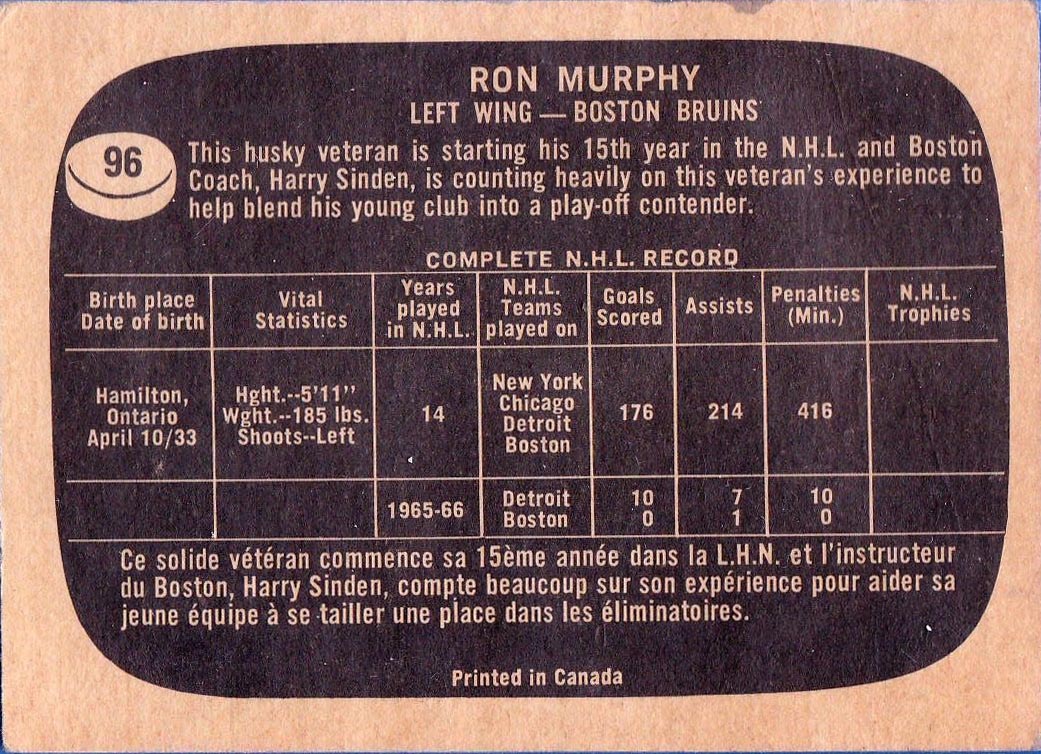 RON MURPHY
LEFT WING — BOSTON BRUINS
96
This husky veteran is starting his 15th year in the N.H.L. and Boston
Coach, Harry Sinden, is counting heavily on this veteran's experience to
help blend his young club into a play-off contender.
COMPLETE N.H.L. RECORD
Birth place
Date of birth
Vital
Statistics
Years
played
in N.H.L.
N.H.L.
Teams
played on
Goals
Scored
Assists
Penalties
(Min.)
N.H.L.
Trophies
Hamilton,
Ontario
April 10/33
Hght.--5'11"
Wght.--185 lbs.
Shoots--Left
14
New York
Chicago
Detroit
Boston
176
214
416
1965-66
Detroit 10 7 10
Boston 0 1 0
Ce solide vétéran commence sa 15ème année dans la L.H.N. et l'instructeur
du Boston, Harry Sinden, compte beaucoup sur son expérience pour aider sa
jeune équipe à se tailler une place dans les éliminatoires.
Printed in Canada